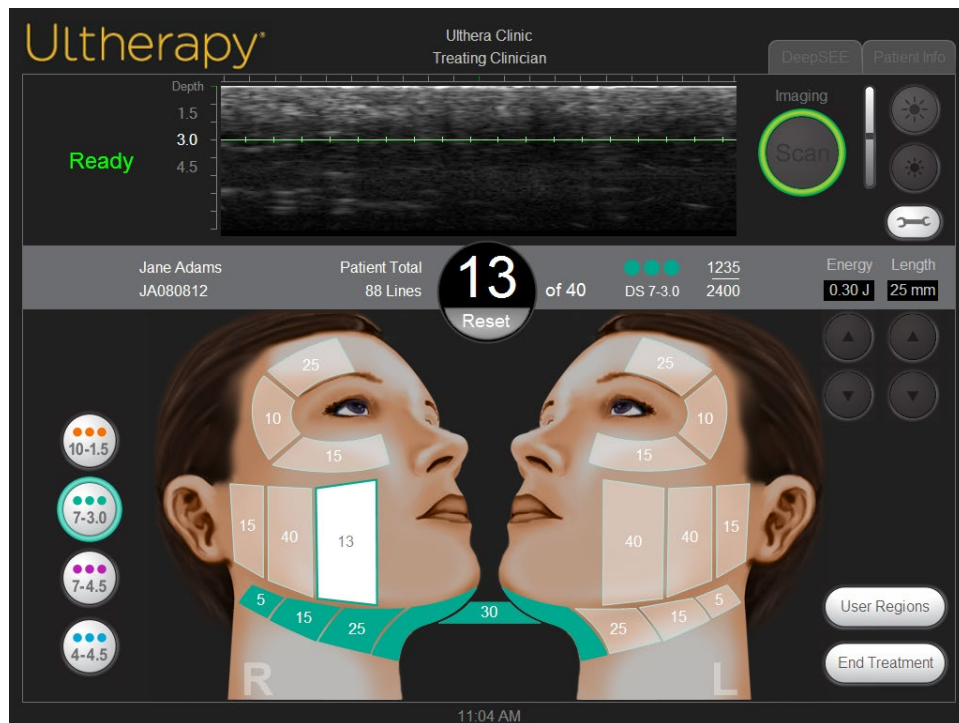 Ultherapy
Ulthera Clinic
Treating Clinician
DeepSEE
Patient Info
Depth
1.5
3.0
4.5
Ready
Imaging
Scan
Jane Adams
JA080812
Patient Total
88 Lines
13
Reset
of 40
DS 7-3.0
1235
2400
Energy
0.30 J
Length
25 mm
25
10
15
15
40
13
5
15
25
30
25
10
15
40
40
15
25
15
5
10-1.5
7-3.0
7-4.5
4-4.5
R
L
User Regions
End Treatment
11:04 AM